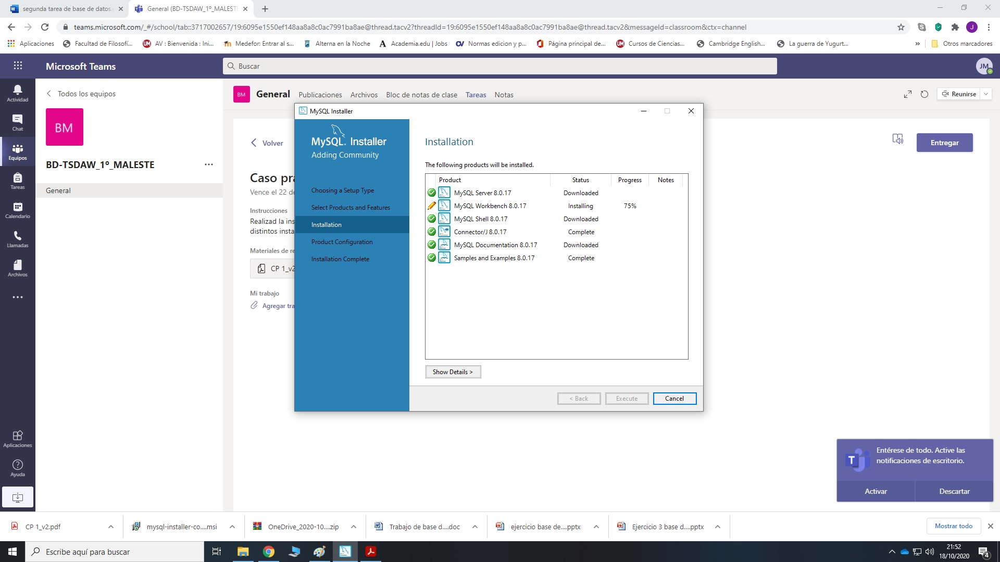 segunda tarea de base de datos.
General (BD-TSDAW_1º_MALESTE
teams.microsoft.com/_#/school/tab::3717002657/19:6095e1550ef148aa8a8c0ac7991ba8ae@thread.tacv2?threadId=19:6095e1550ef148aa8a8c0ac7991ba8ae@thread.tacv2&messageId=classroom&ctx=channel
J
Aplicaciones
Facultad de Filosofí...
AV : Bienvenida : Ini...
Medefor: Entrar al s...
Alterna en la Noche
Academia.edu | Jobs
Normas edicion y p...
Página principal de...
Cursos de Ciencias...
Cambridge English...
La guerra de Yugurt...
»
Otros marcadores
Microsoft Teams
Buscar
JM
Actividad
Chat
Equipos
Tareas
Calendario
Llamadas
Archivos
Aplicaciones
Ayuda
Todos los equipos
BM
BD-TSDAW_1º_MALESTE
General
BM General Publicaciones Archivos Bloc de notas de clase Tareas Notas
Reunirse
Volver
Entregar
Caso pra
Vence el 22 de
Instrucciones
Realizad la ins
distintos insta
Materiales de re
CP 1_v2
Mi trabajo
Agregar tra
MySQL Installer
MySQL. Installer
Adding Community
Choosing a Setup Type
Select Products and Features
Installation
Product Configuration
Installation Complete
Installation
The following products will be installed.
Product Status Progress Notes
MySQL Server 8.0.17 Downloaded
MySQL Workbench 8.0.17 Installing 75%
MySQL Shell 8.0.17 Downloaded
Connector/J 8.0.17 Complete
MySQL Documentation 8.0.17 Downloaded
Samples and Examples 8.0.17 Complete
Show Details >
< Back
Execute
Cancel
T
Entérese de todo. Active las
notificaciones de escritorio.
Activar
Descartar
CP 1_v2.pdf
mysql-installer-co....msi
OneDrive_2020-10....zip
Trabajo de base d....doc
ejercicio base de....pptx
Ejercicio 3 base d....pptx
Mostrar todo
Escribe aquí para buscar
21:52
18/10/2020
4